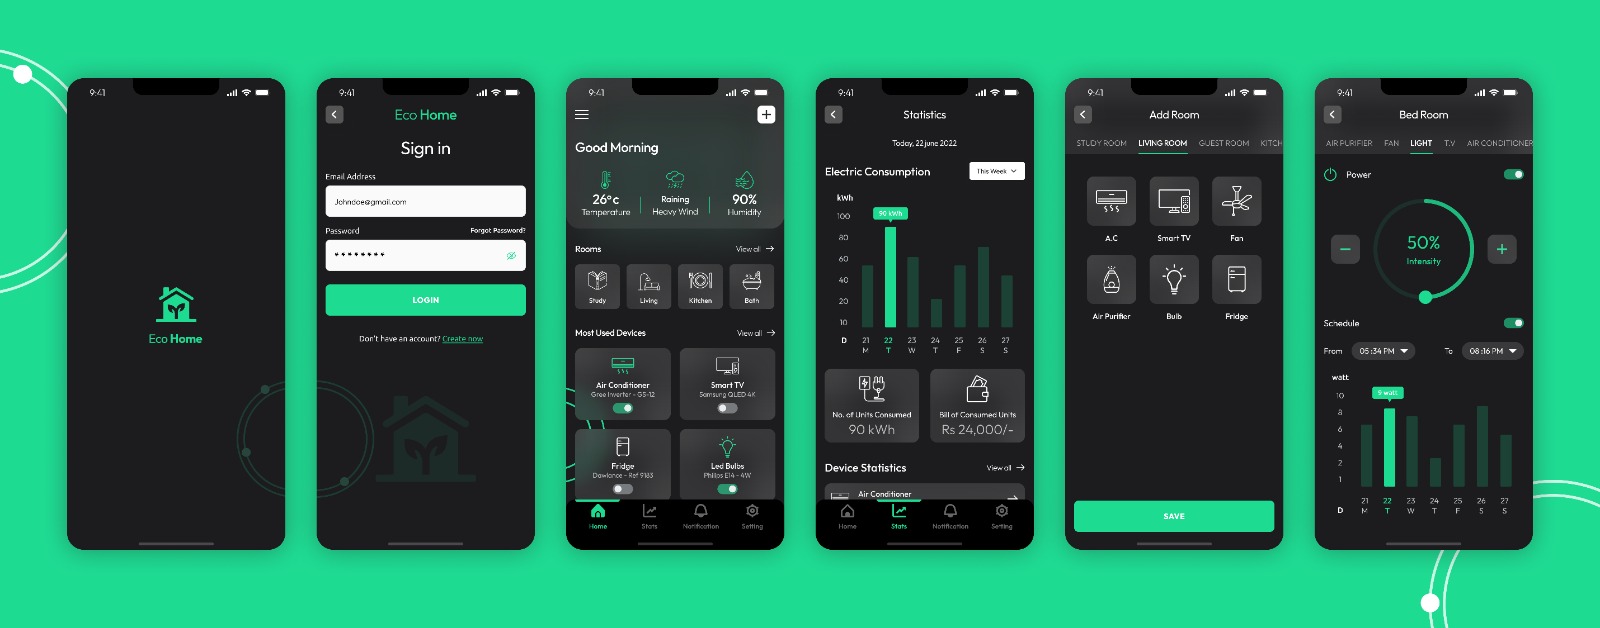 9:41
Eco Home
9:41
Eco Home
Sign in
Email Address
Johndoe@gmail.com
Password Forgot Password?
********
LOGIN
Don't have an account? Create now
9:41
Good Morning
26°c Raining 90%
Temperature Heavy Wind Humidity
Rooms View all
Study Living Kitchen Bath
Most Used Devices View all
Air Conditioner Smart TV
Gree Inverter - GS-12 Samsung QLED 4K
Fridge Led Bulbs
Dawlance - Ref 9183 Philips E14 - 4W
Home Stats Notification Setting
9:41
Statistics
Today, 22 june 2022
Electric Consumption This Week
kWh
90 kWh
100
80
60
40
20
10
D 21 22 23 24 25 26 27
M T W T F S S
No. of Units Consumed Bill of Consumed Units
90 kWh Rs 24,000/-
Device Statistics View all
Air Conditioner
Home Stats Notification Setting
9:41
Add Room
STUDY ROOM LIVING ROOM GUEST ROOM KITCH
A.C Smart TV Fan
Air Purifier Bulb Fridge
SAVE
9:41
Bed Room
AIR PURIFIER FAN LIGHT T.V AIR CONDITIONER
Power
50%
Intensity
Schedule
From 05:34 PM To 08:16 PM
watt
9 watt
10
8
6
4
2
1
21 22 23 24 25 26 27
D M T W T F S S